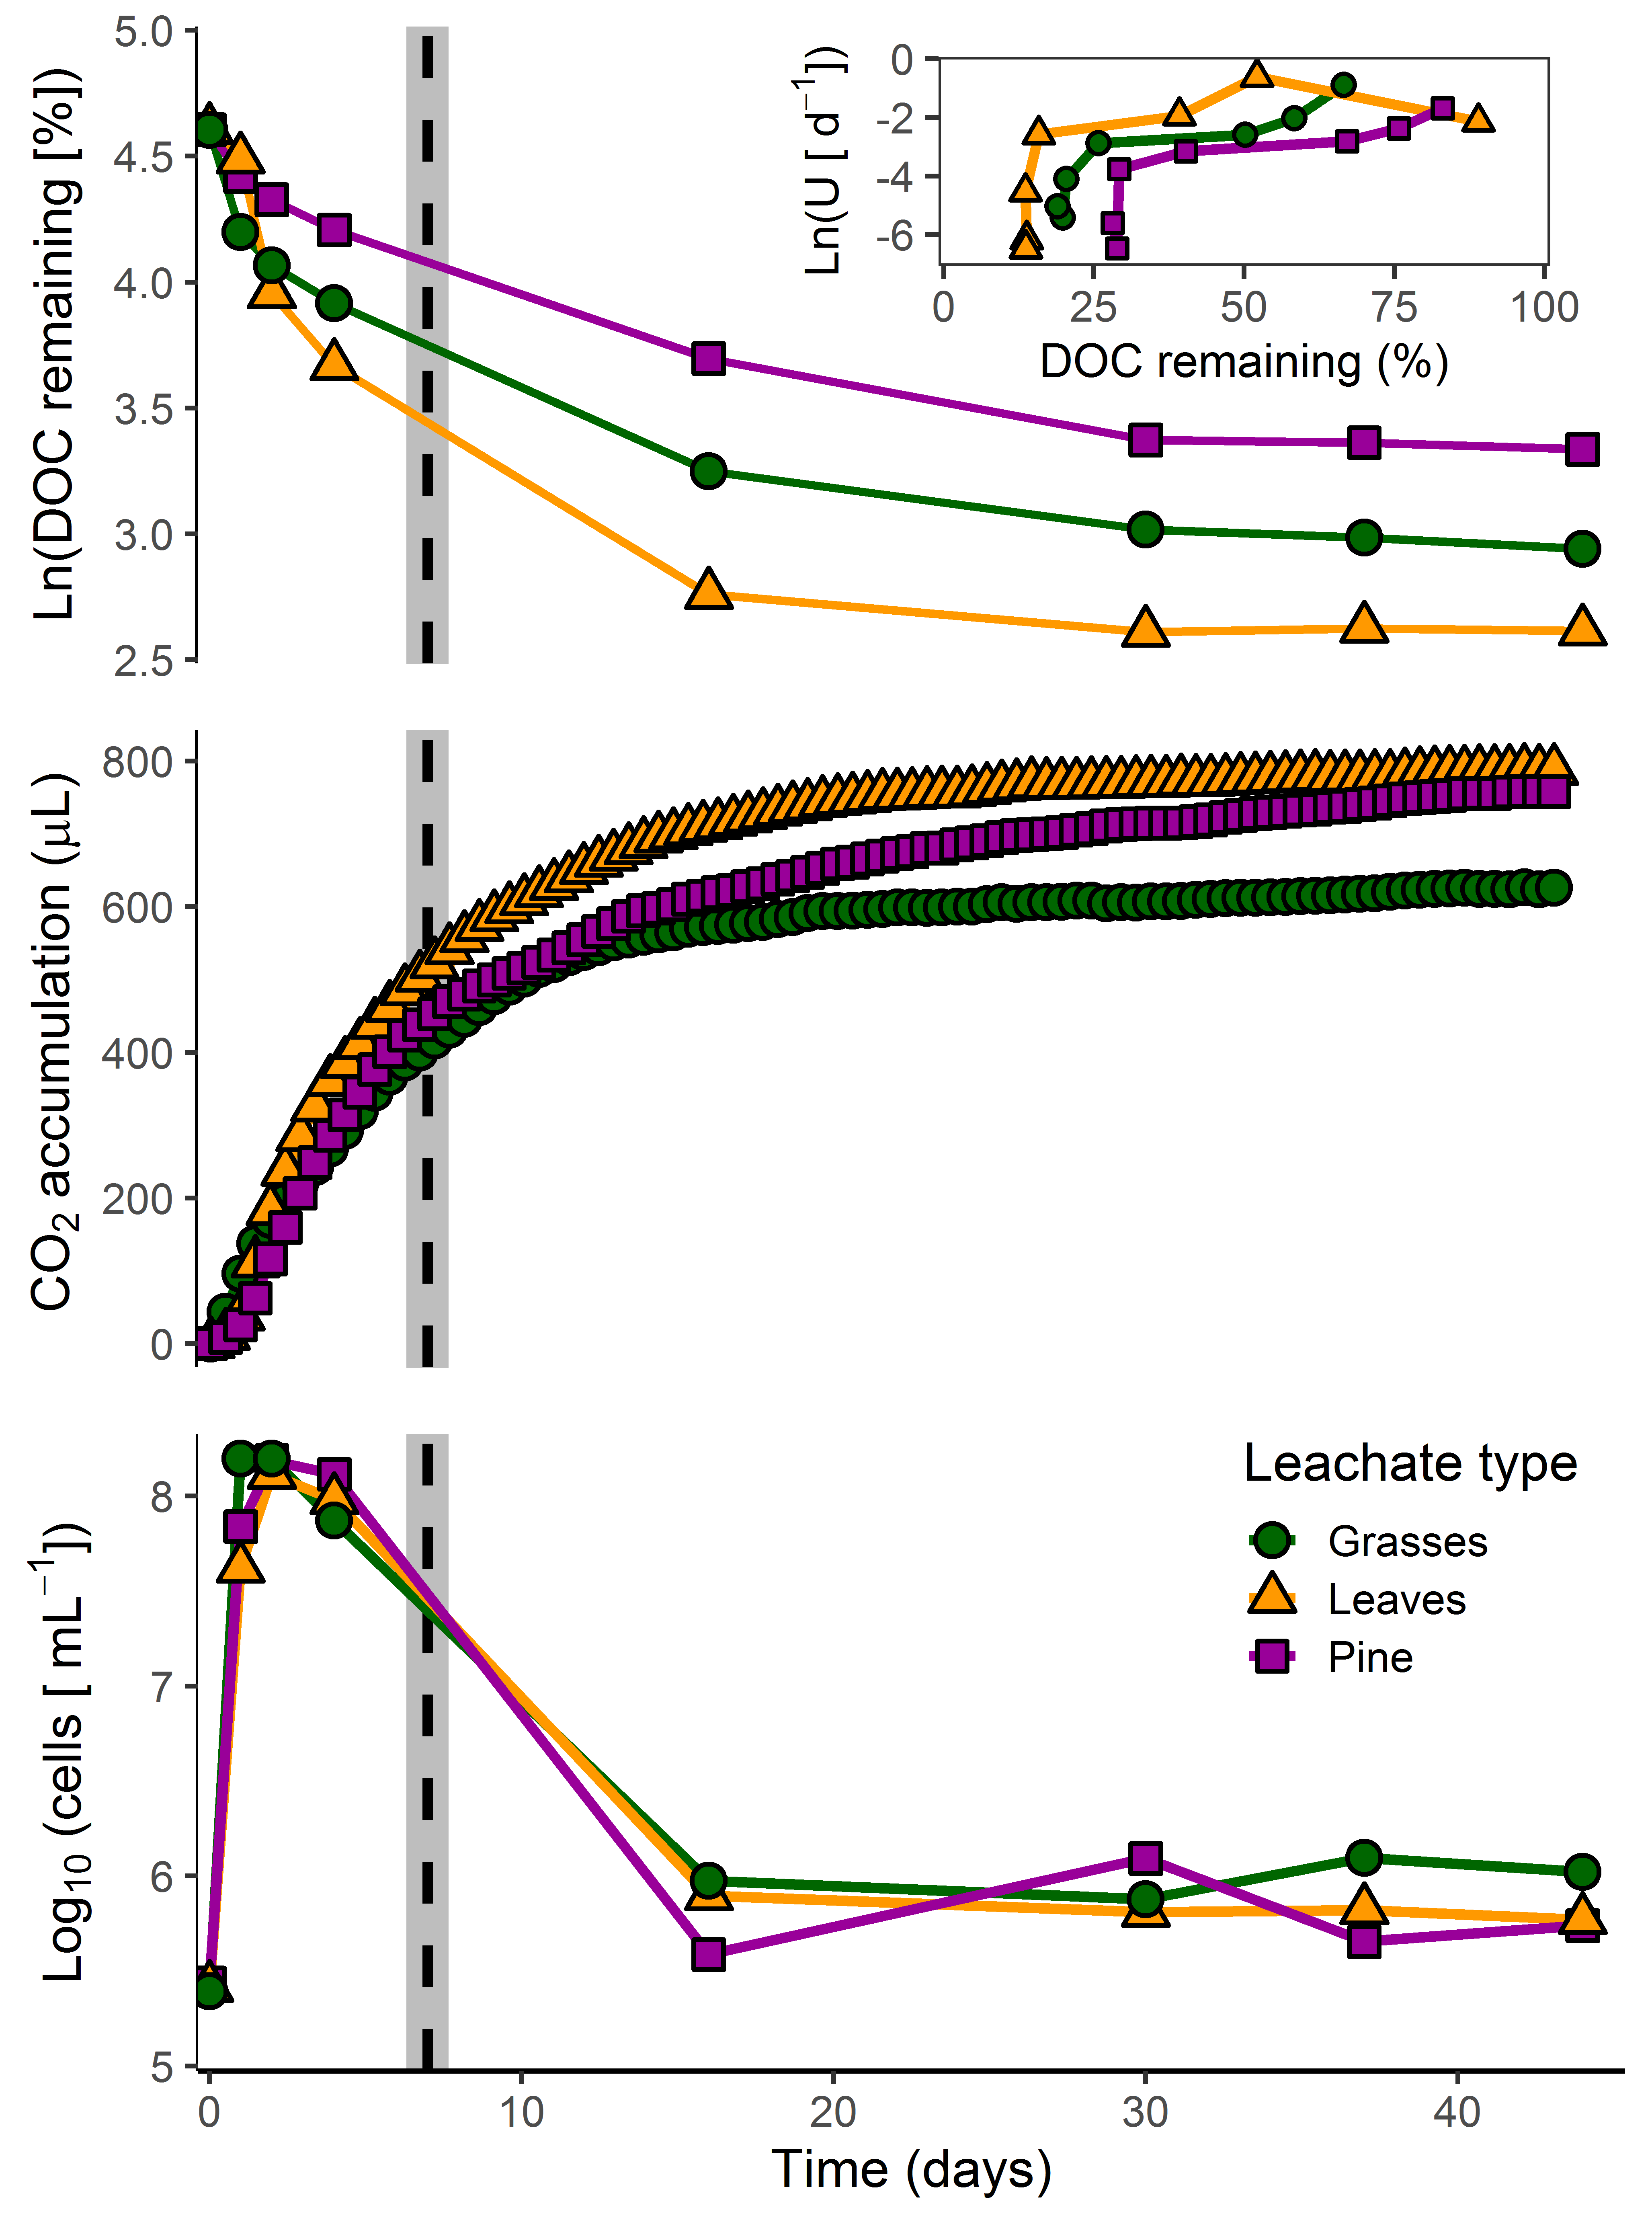 Ln(DOC remaining [%])
5.0
4.5
4.0
3.5
3.0
2.5
Ln(U [ d⁻¹])
0
-2
-4
-6
0 25 50 75 100
DOC remaining (%)
CO₂ accumulation (μL)
800
600
400
200
0
Log₁₀ (cells [ mL⁻¹])
8
7
6
5
Leachate type
Grasses
Leaves
Pine
0 10 20 30 40
Time (days)